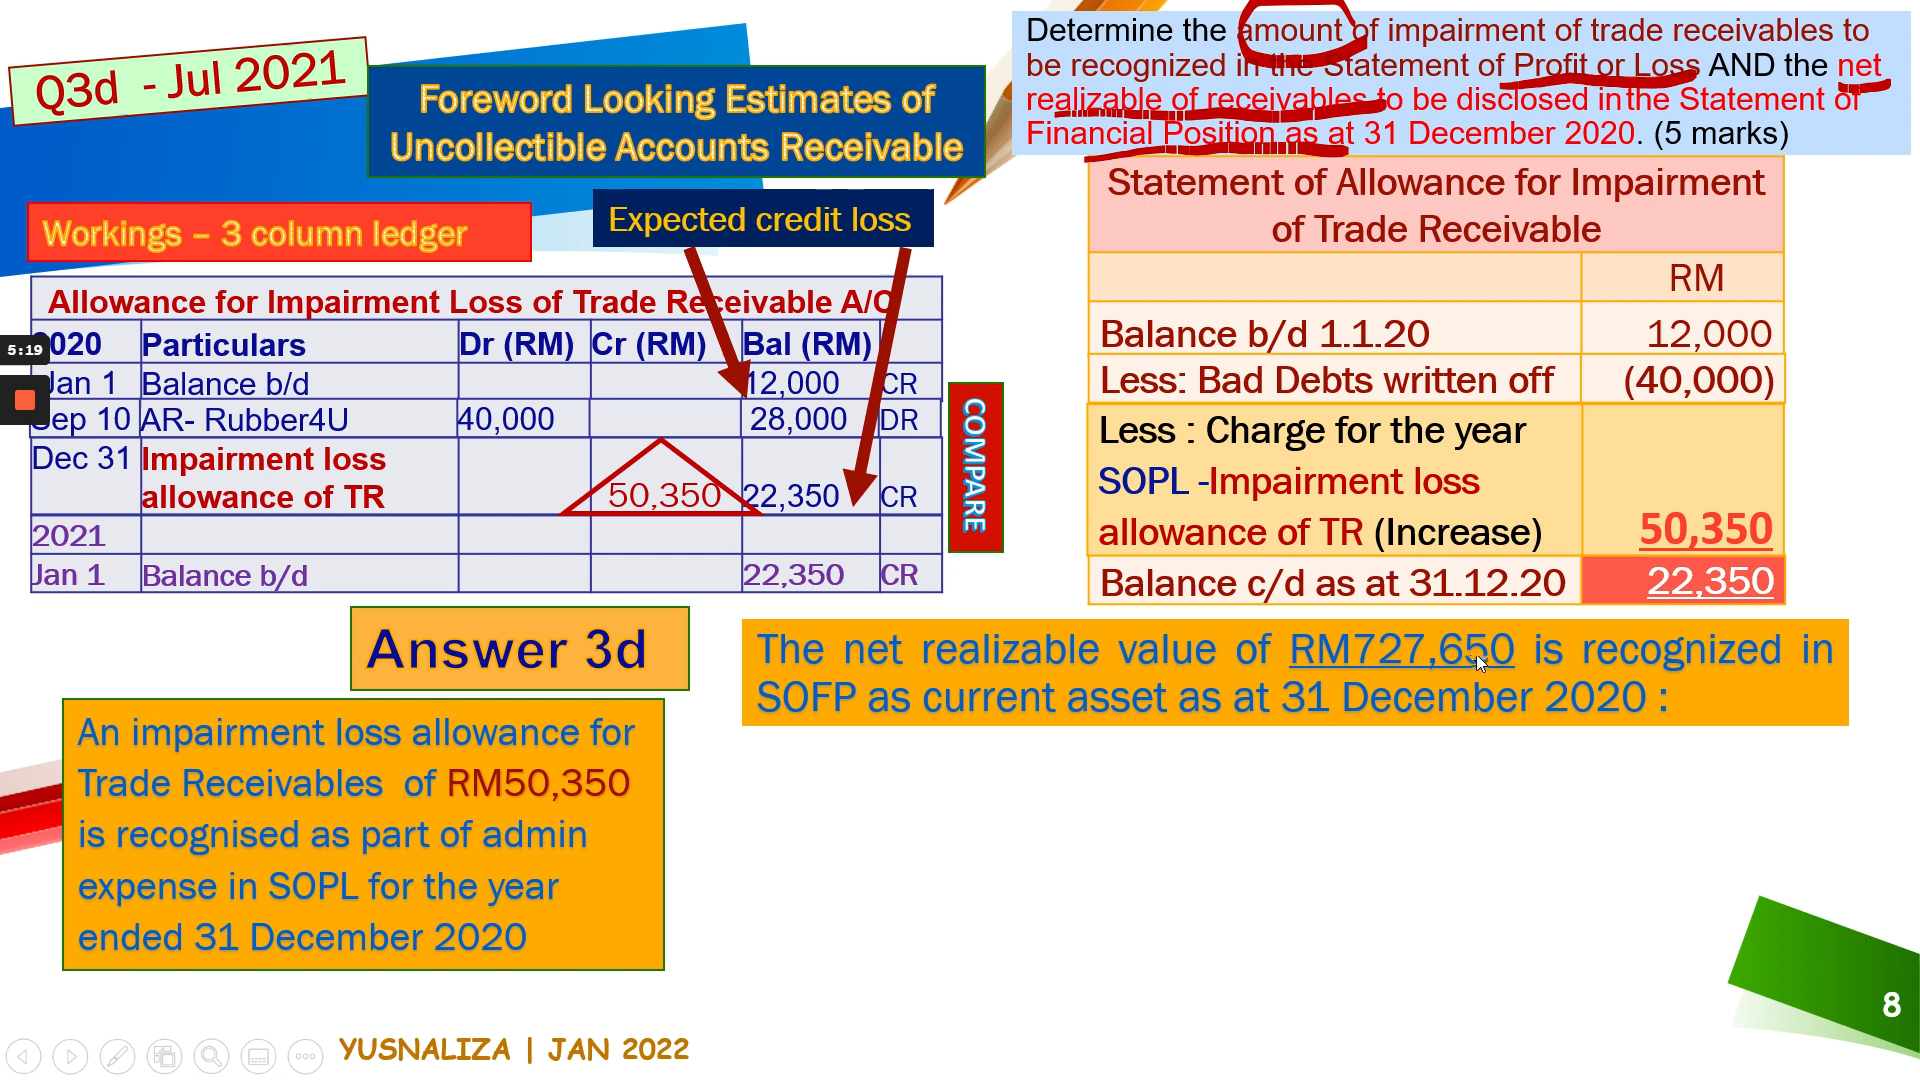 Q3d - Jul 2021
Foreword Looking Estimates of
Uncollectible Accounts Receivable
Determine the amount of impairment of trade receivables to
be recognized in the Statement of Profit or Loss AND the net
realizable of receivables to be disclosed in the Statement of
Financial Position as at 31 December 2020. (5 marks)
Workings – 3 column ledger
Expected credit loss
Allowance for Impairment Loss of Trade Receivable A/C
2020 Particulars Dr (RM) Cr (RM) Bal (RM)
Jan 1 Balance b/d 12,000 CR
Sep 10 AR- Rubber4U 40,000 28,000 DR
Dec 31 Impairment loss
allowance of TR 50,350 22,350 CR
2021
Jan 1 Balance b/d 22,350 CR
5:19
COMPARE
Statement of Allowance for Impairment
of Trade Receivable
RM
Balance b/d 1.1.20 12,000
Less: Bad Debts written off (40,000)
Less : Charge for the year
SOPL -Impairment loss
allowance of TR (Increase) 50,350
Balance c/d as at 31.12.20 22,350
Answer 3d
An impairment loss allowance for
Trade Receivables of RM50,350
is recognised as part of admin
expense in SOPL for the year
ended 31 December 2020
The net realizable value of RM727,650 is recognized in
SOFP as current asset as at 31 December 2020 :
8
YUSNALIZA | JAN 2022